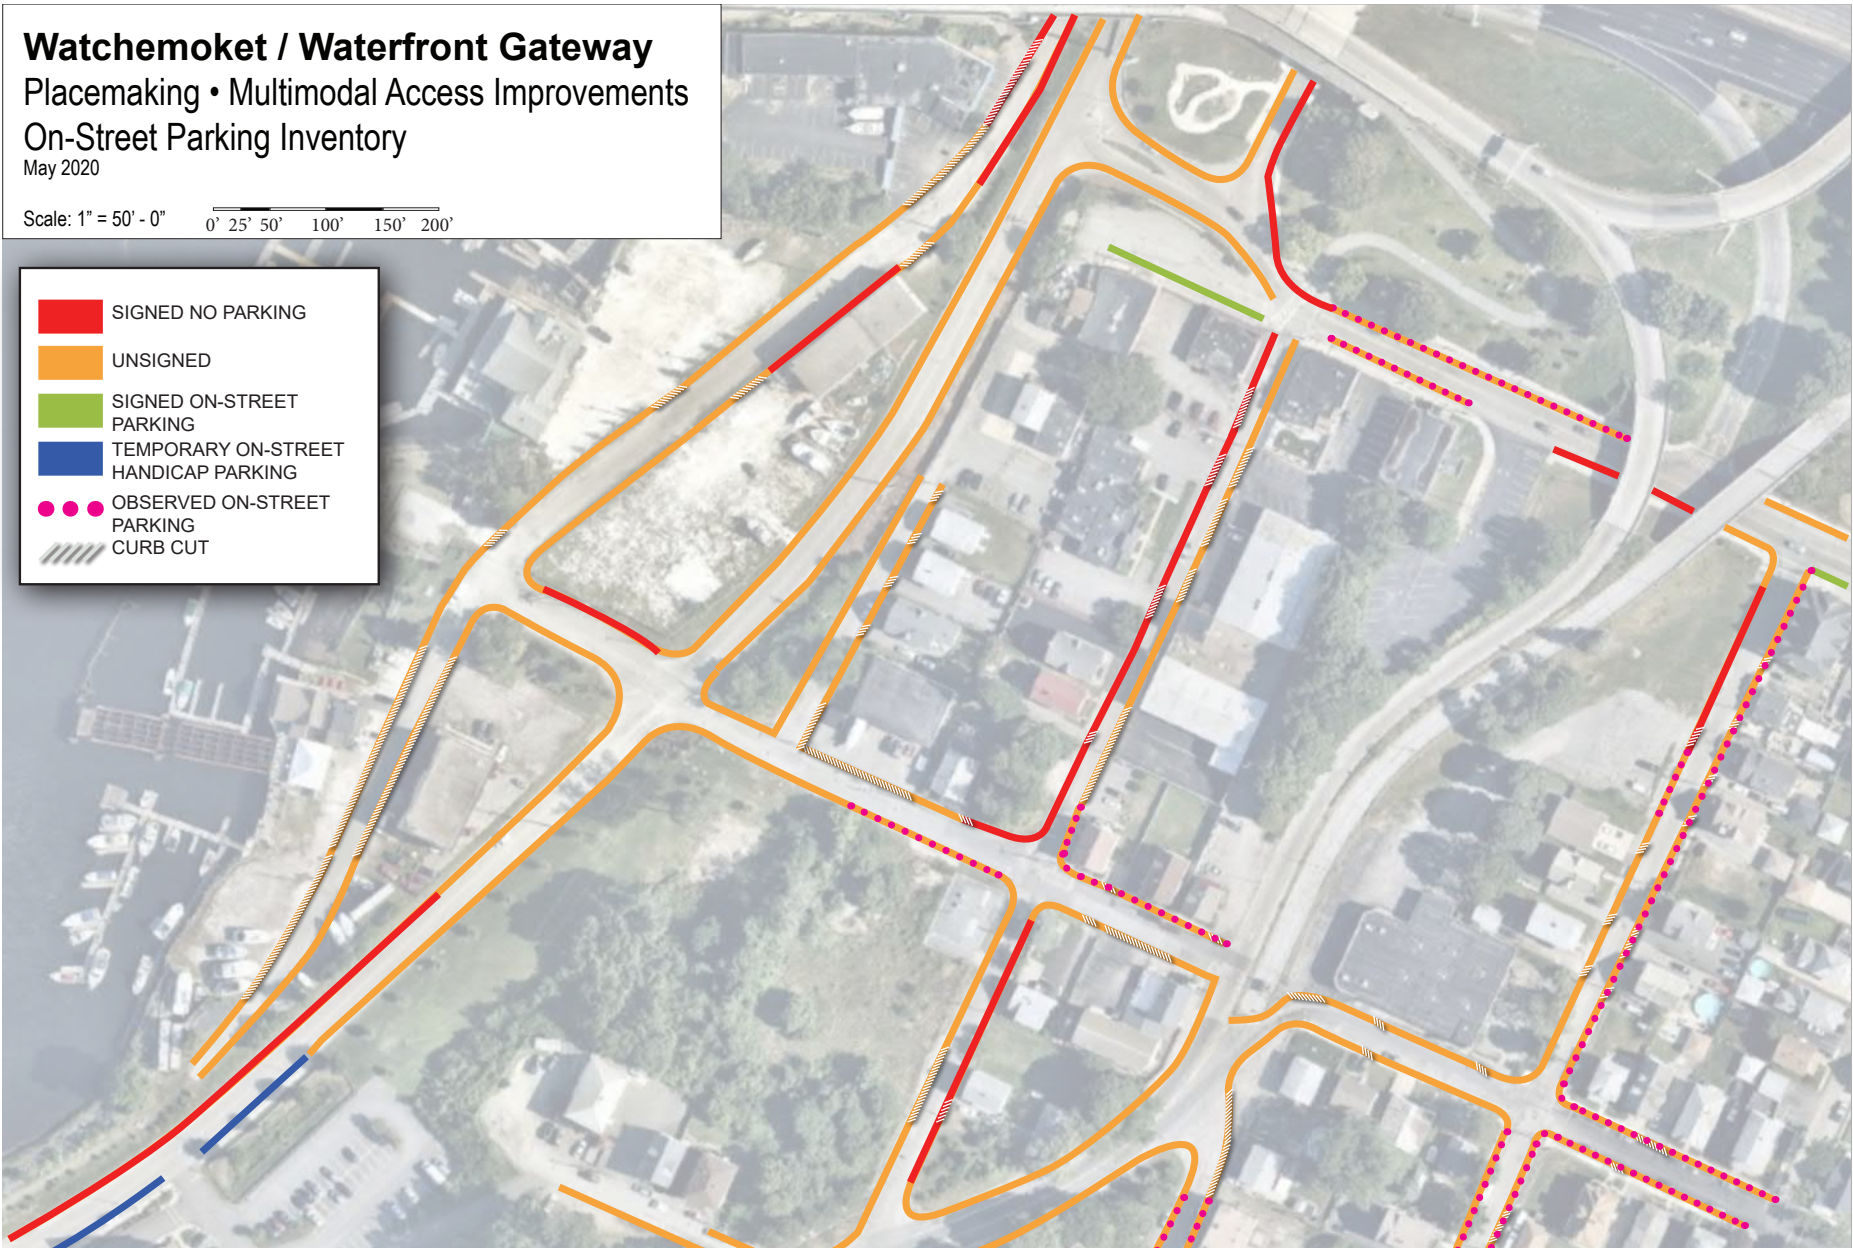 Watchemoket / Waterfront Gateway
Placemaking • Multimodal Access Improvements
On-Street Parking Inventory
May 2020
Scale: 1” = 50’ - 0”
0’ 25’ 50’ 100’ 150’ 200’
SIGNED NO PARKING
UNSIGNED
SIGNED ON-STREET
PARKING
TEMPORARY ON-STREET
HANDICAP PARKING
OBSERVED ON-STREET
PARKING
CURB CUT